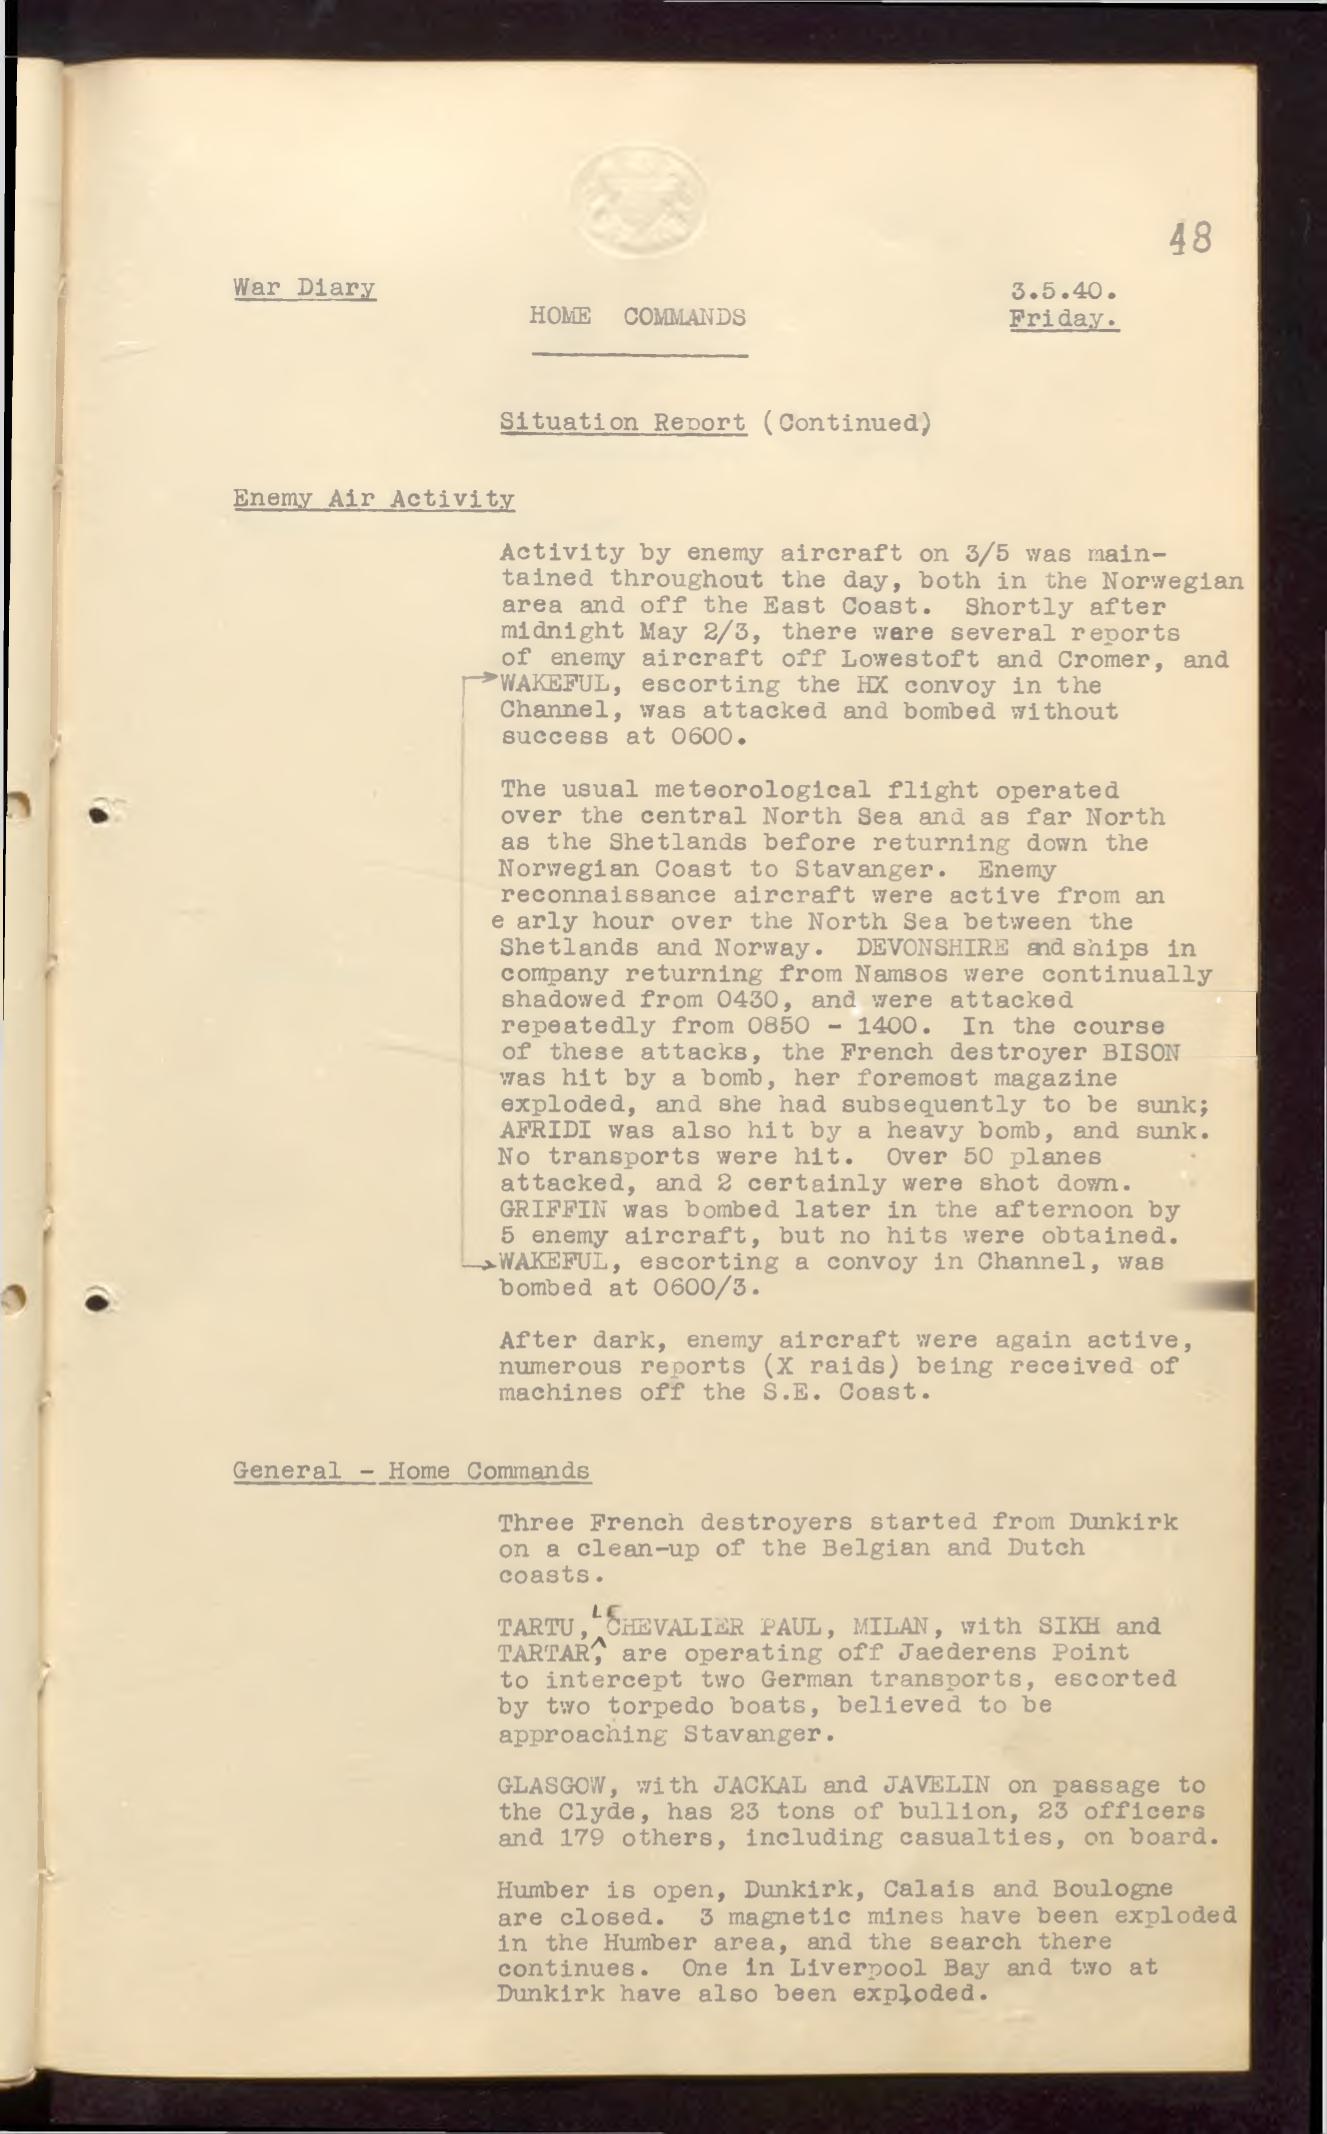 48
War Diary
3.5.40.
HOME COMMANDS
Friday.
Situation Report (Continued)
Enemy Air Activity
Activity by enemy aircraft on 3/5 was main-
tained throughout the day, both in the Norwegian
area and off the East Coast. Shortly after
midnight May 2/3, there were several reports
of enemy aircraft off Lowestoft and Cromer, and
WAKEFUL, escorting the HX convoy in the
Channel, was attacked and bombed without
success at 0600.
The usual meteorological flight operated
over the central North Sea and as far North
as the Shetlands before returning down the
Norwegian Coast to Stavanger. Enemy
reconnaissance aircraft were active from an
e arly hour over the North Sea between the
Shetlands and Norway. DEVONSHIRE and ships in
company returning from Namsos were continually
shadowed from 0430, and were attacked
repeatedly from 0850 - 1400. In the course
of these attacks, the French destroyer BISON
was hit by a bomb, her foremost magazine
exploded, and she had subsequently to be sunk;
AFRIDI was also hit by a heavy bomb, and sunk.
No transports were hit. Over 50 planes
attacked, and 2 certainly were shot down.
GRIFFIN was bombed later in the afternoon by
5 enemy aircraft, but no hits were obtained.
WAKEFUL, escorting a convoy in Channel, was
bombed at 0600/3.
After dark, enemy aircraft were again active,
numerous reports (X raids) being received of
machines off the S.E. Coast.
General - Home Commands
Three French destroyers started from Dunkirk
on a clean-up of the Belgian and Dutch
coasts.
TARTU, LE CHEVALIER PAUL, MILAN, with SIKH and
TARTAR, are operating off Jaederens Point
to intercept two German transports, escorted
by two torpedo boats, believed to be
approaching Stavanger.
GLASGOW, with JACKAL and JAVELIN on passage to
the Clyde, has 23 tons of bullion, 23 officers
and 179 others, including casualties, on board.
Humber is open, Dunkirk, Calais and Boulogne
are closed. 3 magnetic mines have been exploded
in the Humber area, and the search there
continues. One in Liverpool Bay and two at
Dunkirk have also been exploded.